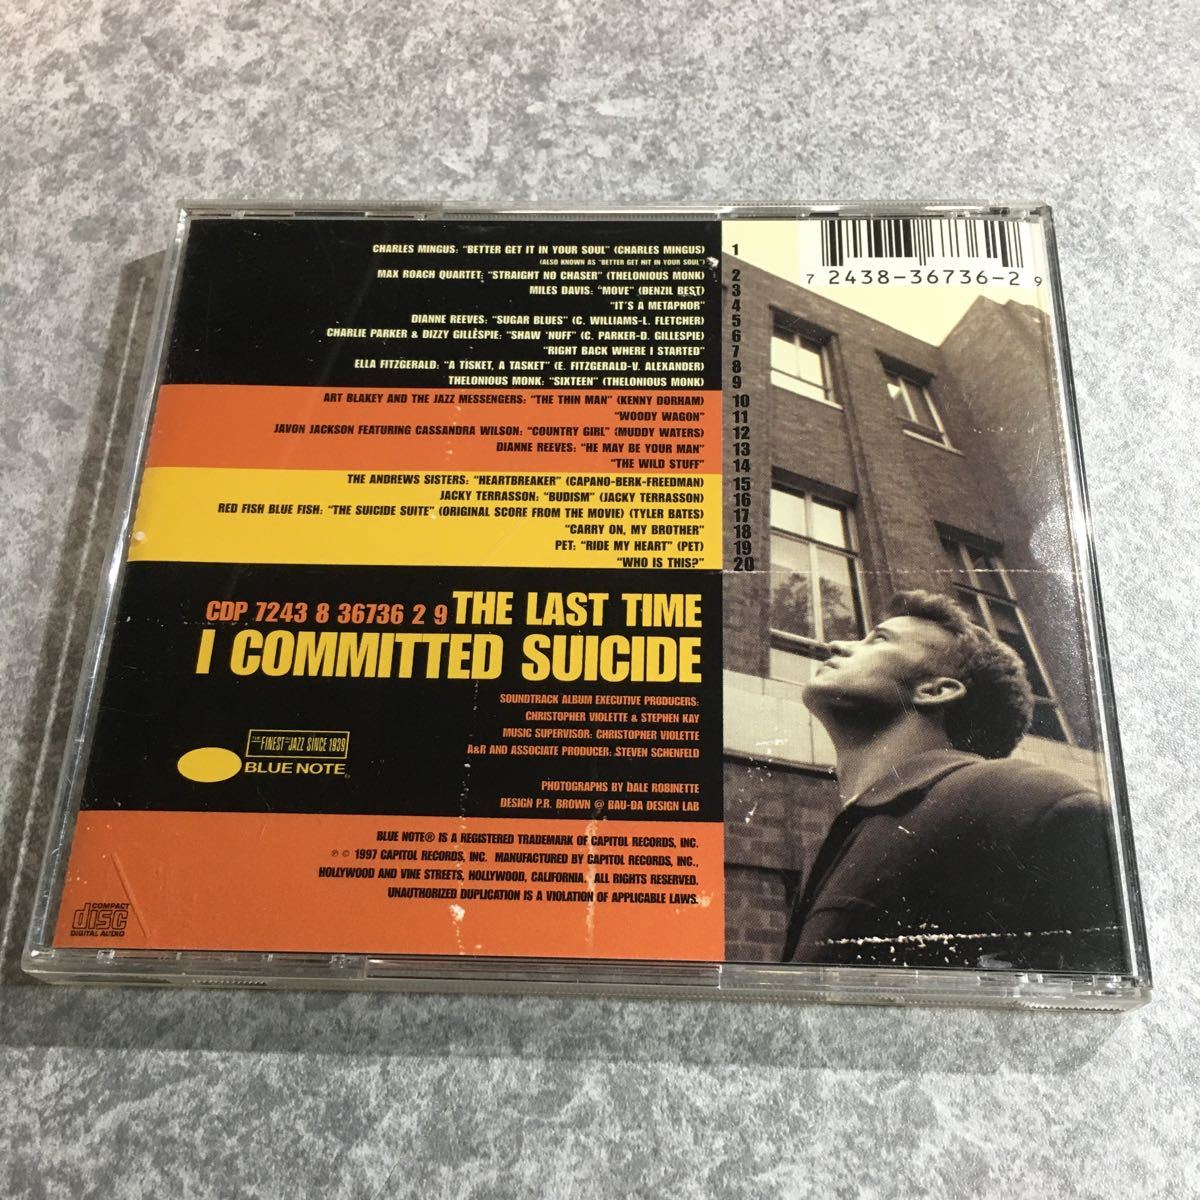 CHARLES MINGUS: "BETTER GET IT IN YOUR SOUL" (CHARLES MINGUS) 1
(ALSO KNOWN AS "BETTER GET HIT IN YOUR SOUL")
MAX ROACH QUARTET: "STRAIGHT NO CHASER" (THELONIOUS MONK) 2
MILES DAVIS: "MOVE" (DENZIL BEST) 3
"IT'S A METAPHOR" 4
DIANNE REEVES: "SUGAR BLUES" (C. WILLIAMS-L. FLETCHER) 5
CHARLIE PARKER & DIZZY GILLÈSPIE: "SHAW 'NUFF" (C. PARKER-D. GILLESPIE) 6
"RIGHT BACK WHERE I STARTED" 7
ELLA FITZGERALD: "A TISKET, A TASKET" (E. FITZGERALD-V. ALEXANDER) 8
THELONIOUS MONK: "SIXTEEN" (THELONIOUS MONK) 9
ART BLAKEY AND THE JAZZ MESSENGERS: "THE THIN MAN" (KENNY DORHAM) 10
"WOODY WAGON" 11
JAVON JACKSON FEATURING CASSANDRA WILSON: "COUNTRY GIRL" (MUDDY WATERS) 12
DIANNE REEVES: "HE MAY BE YOUR MAN" 13
"THE WILD STUFF" 14
THE ANDREWS SISTERS: "HEARTBREAKER" (CAPANO-BERK-FREEDMAN) 15
JACKY TERRASSON: "BUDISM" (JACKY TERRASSON) 16
RED FISH BLUE FISH: "THE SUICIDE SUITE" (ORIGINAL SCORE FROM THE MOVIE) (TYLER BATES) 17
"CARRY ON, MY BROTHER" 18
PET: "RIDE MY HEART" (PET) 19
"WHO IS THIS?" 20
7 2438-36736-2 9
CDP 7243 8 36736 2 9 THE LAST TIME
I COMMITTED SUICIDE
SOUNDTRACK ALBUM EXECUTIVE PRODUCERS:
CHRISTOPHER VIOLETTE & STEPHEN KAY
MUSIC SUPERVISOR: CHRISTOPHER VIOLETTE
A&R AND ASSOCIATE PRODUCER: STEVEN SCHENFELD
THE FINEST IN JAZZ SINCE 1939
BLUE NOTE®
PHOTOGRAPHS BY DALE ROBINETTE
DESIGN P.R. BROWN @ BAU-DA DESIGN LAB
BLUE NOTE® IS A REGISTERED TRADEMARK OF CAPITOL RECORDS, INC.
℗ © 1997 CAPITOL RECORDS, INC. MANUFACTURED BY CAPITOL RECORDS, INC.,
HOLLYWOOD AND VINE STREETS, HOLLYWOOD, CALIFORNIA. ALL RIGHTS RESERVED.
UNAUTHORIZED DUPLICATION IS A VIOLATION OF APPLICABLE LAWS.
COMPACT
disc
DIGITAL AUDIO